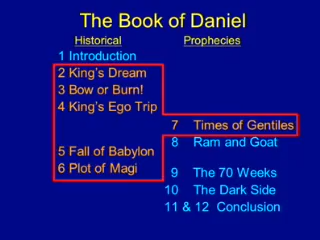 The Book of Daniel
Historical Prophecies
1 Introduction
2 King's Dream
3 Bow or Burn!
4 King's Ego Trip
7 Times of Gentiles
8 Ram and Goat
5 Fall of Babylon
6 Plot of Magi
9 The 70 Weeks
10 The Dark Side
11 & 12 Conclusion